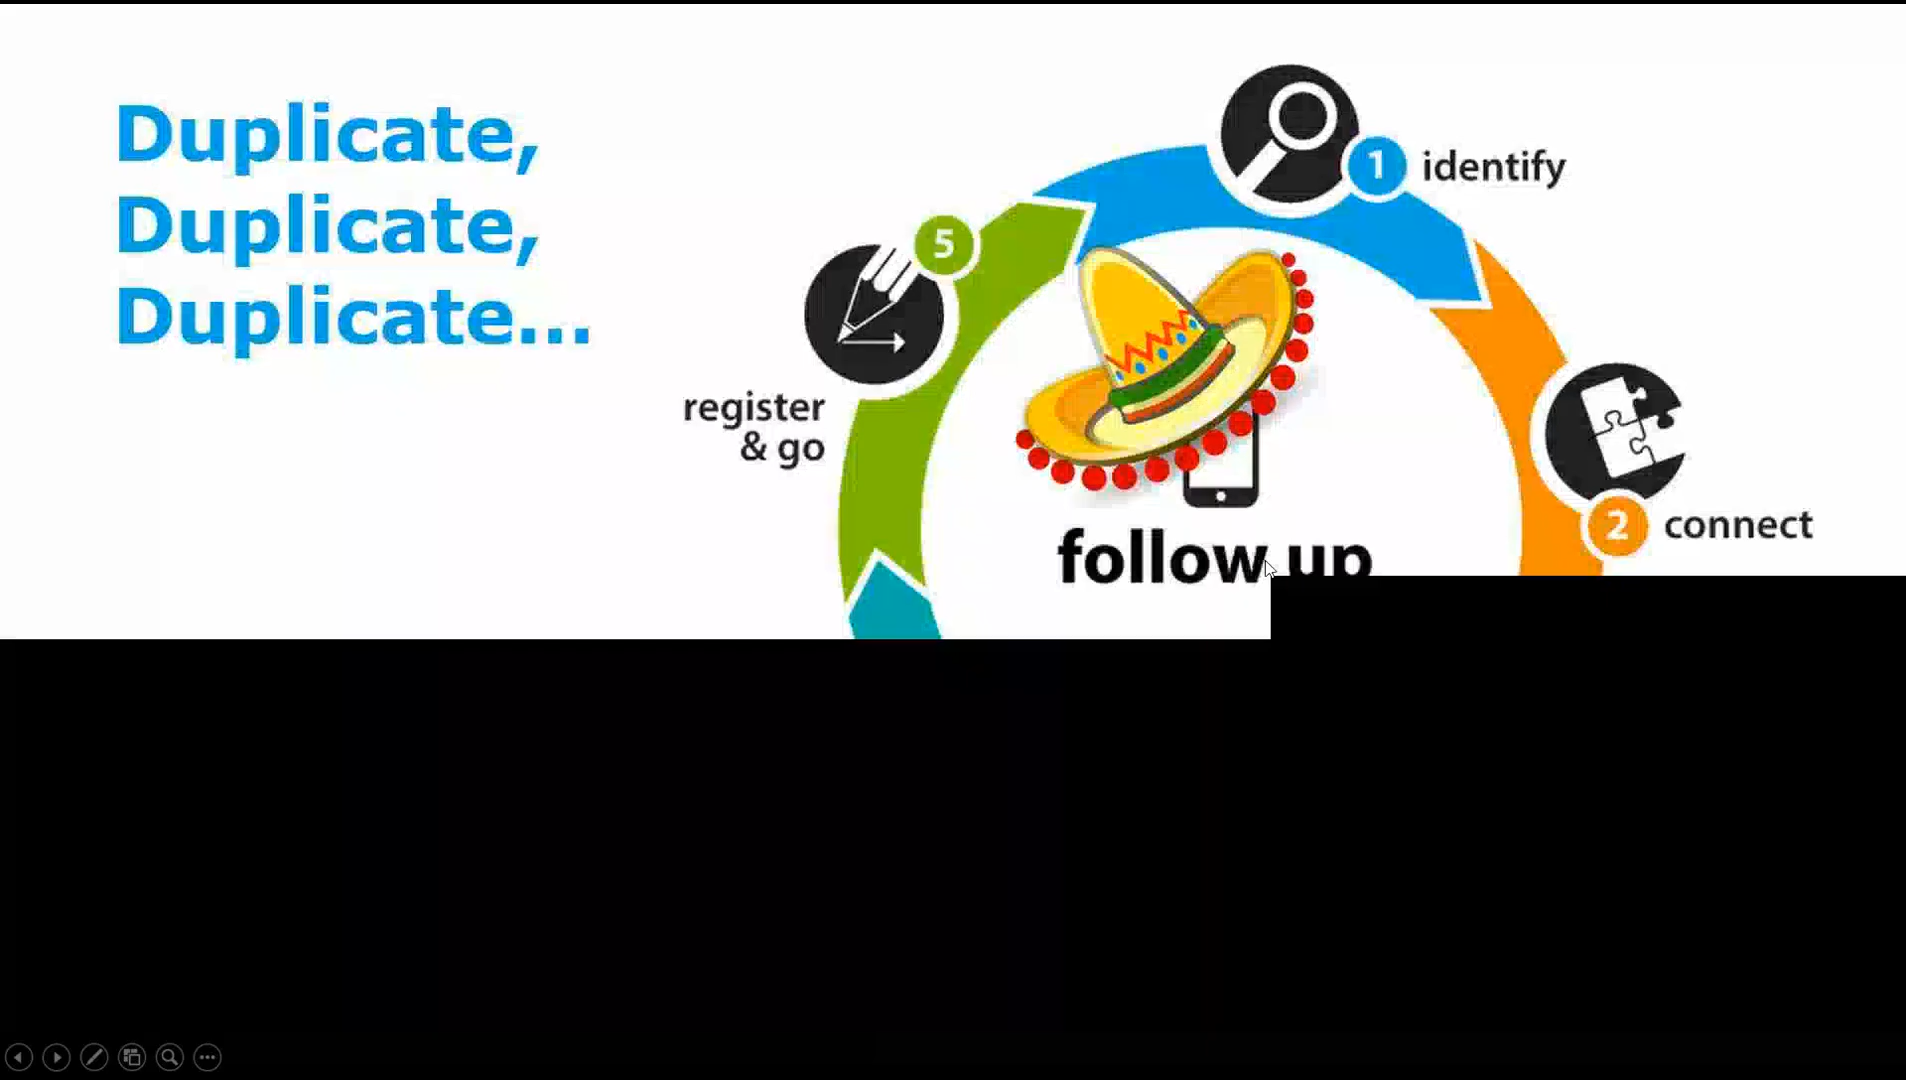 Duplicate,
Duplicate,
Duplicate...
1 identify
5
register
& go
2 connect
follow up